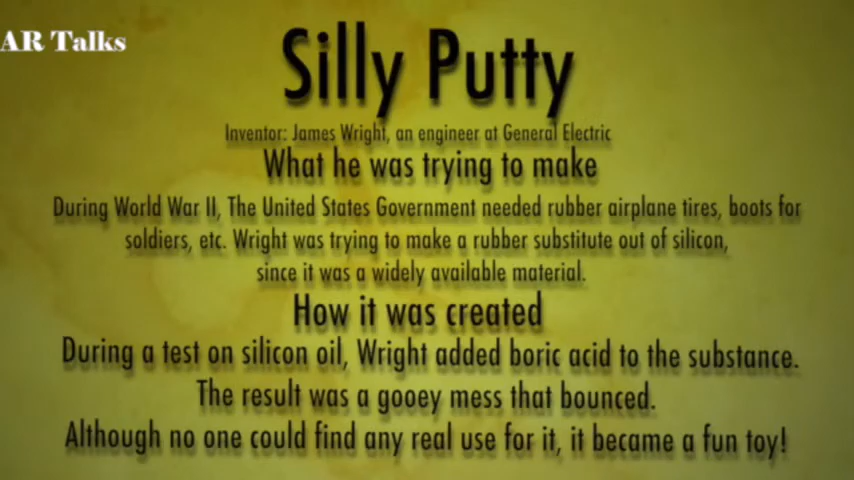 AR Talks
Silly Putty
Inventor: James Wright, an engineer at General Electric
What he was trying to make
During World War II, The United States Government needed rubber airplane tires, boots for
soldiers, etc. Wright was trying to make a rubber substitute out of silicon,
since it was a widely available material.
How it was created
During a test on silicon oil, Wright added boric acid to the substance.
The result was a gooey mess that bounced.
Although no one could find any real use for it, it became a fun toy!